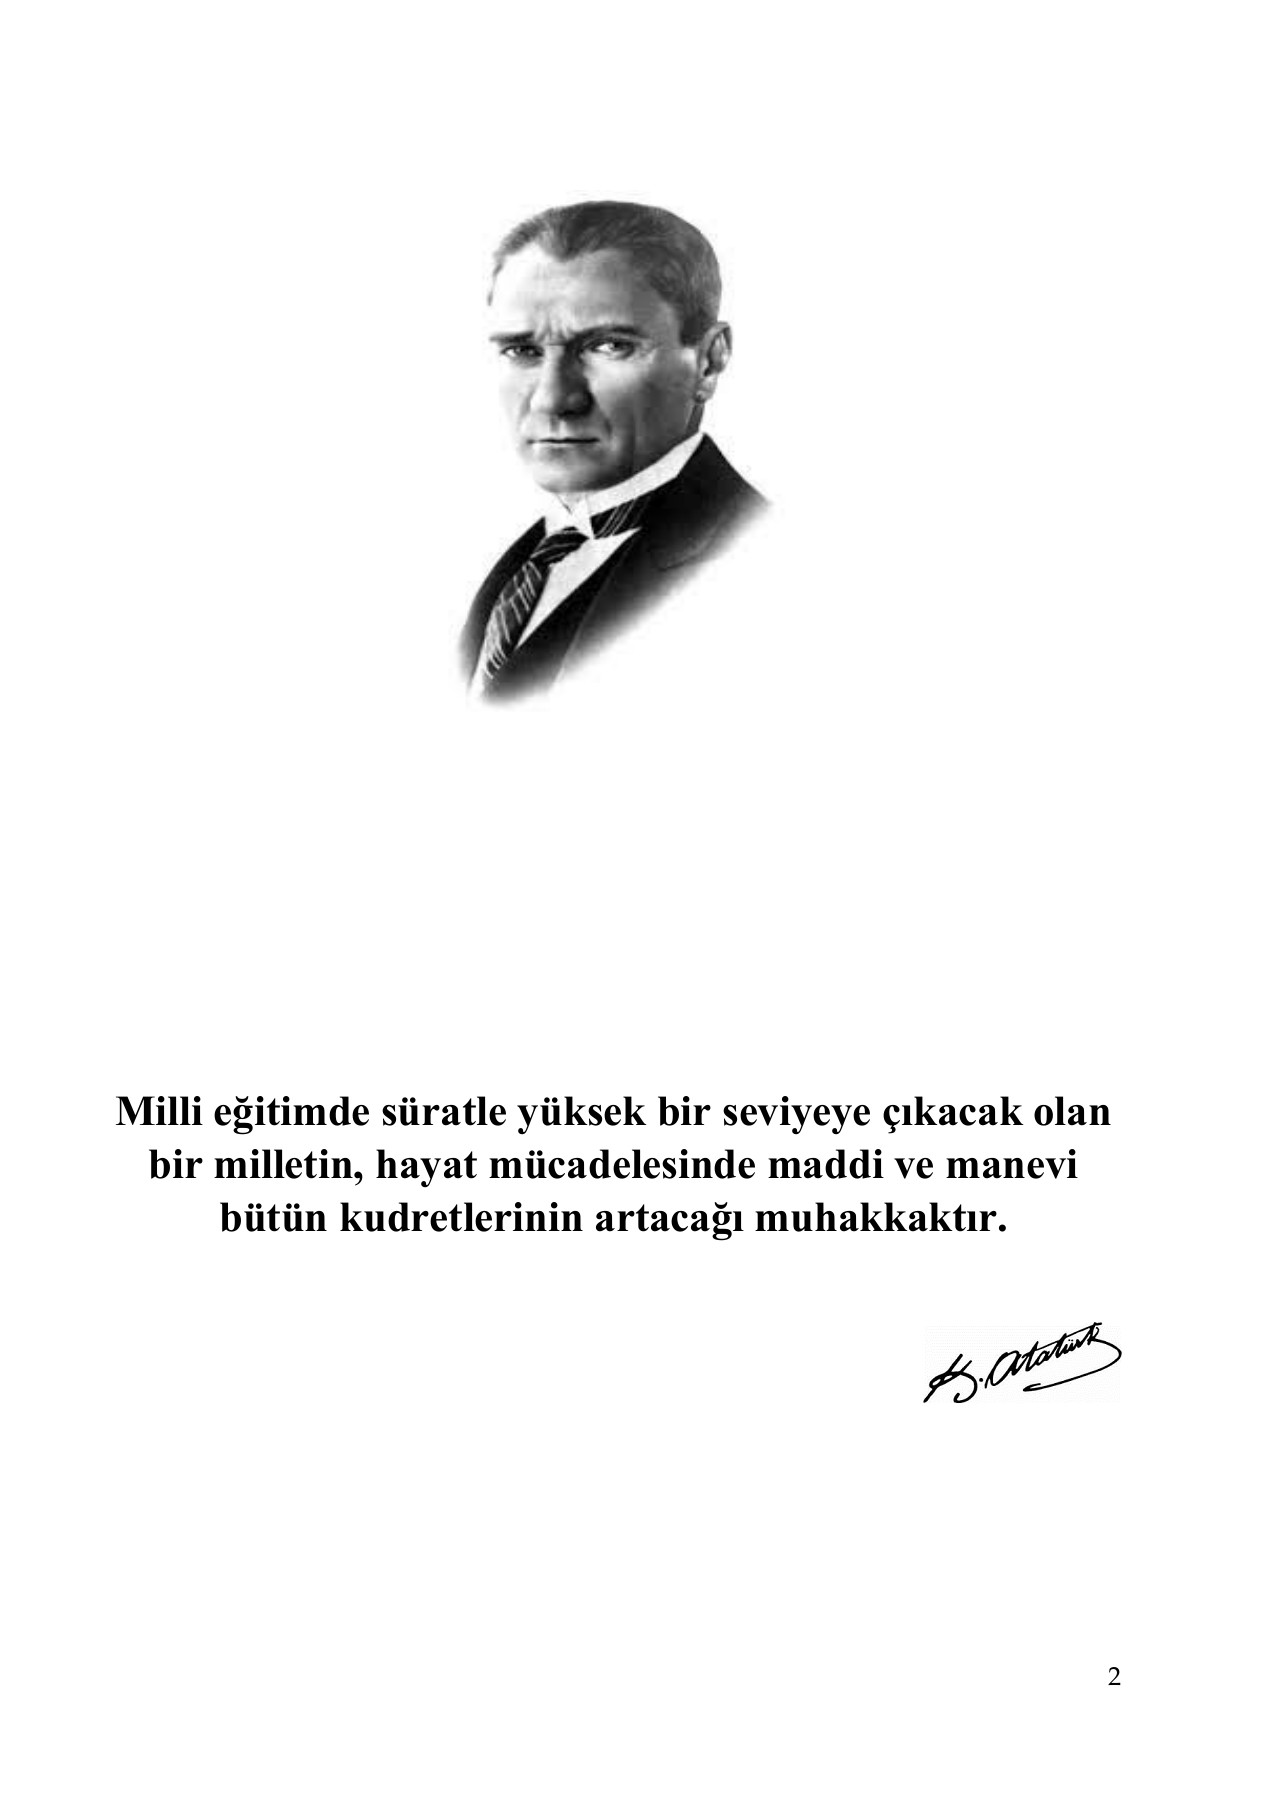 Milli eğitimde süratle yüksek bir seviyeye çıkacak olan
bir milletin, hayat mücadelesinde maddi ve manevi
bütün kudretlerinin artacağı muhakkaktır.
K. Atatürk
2